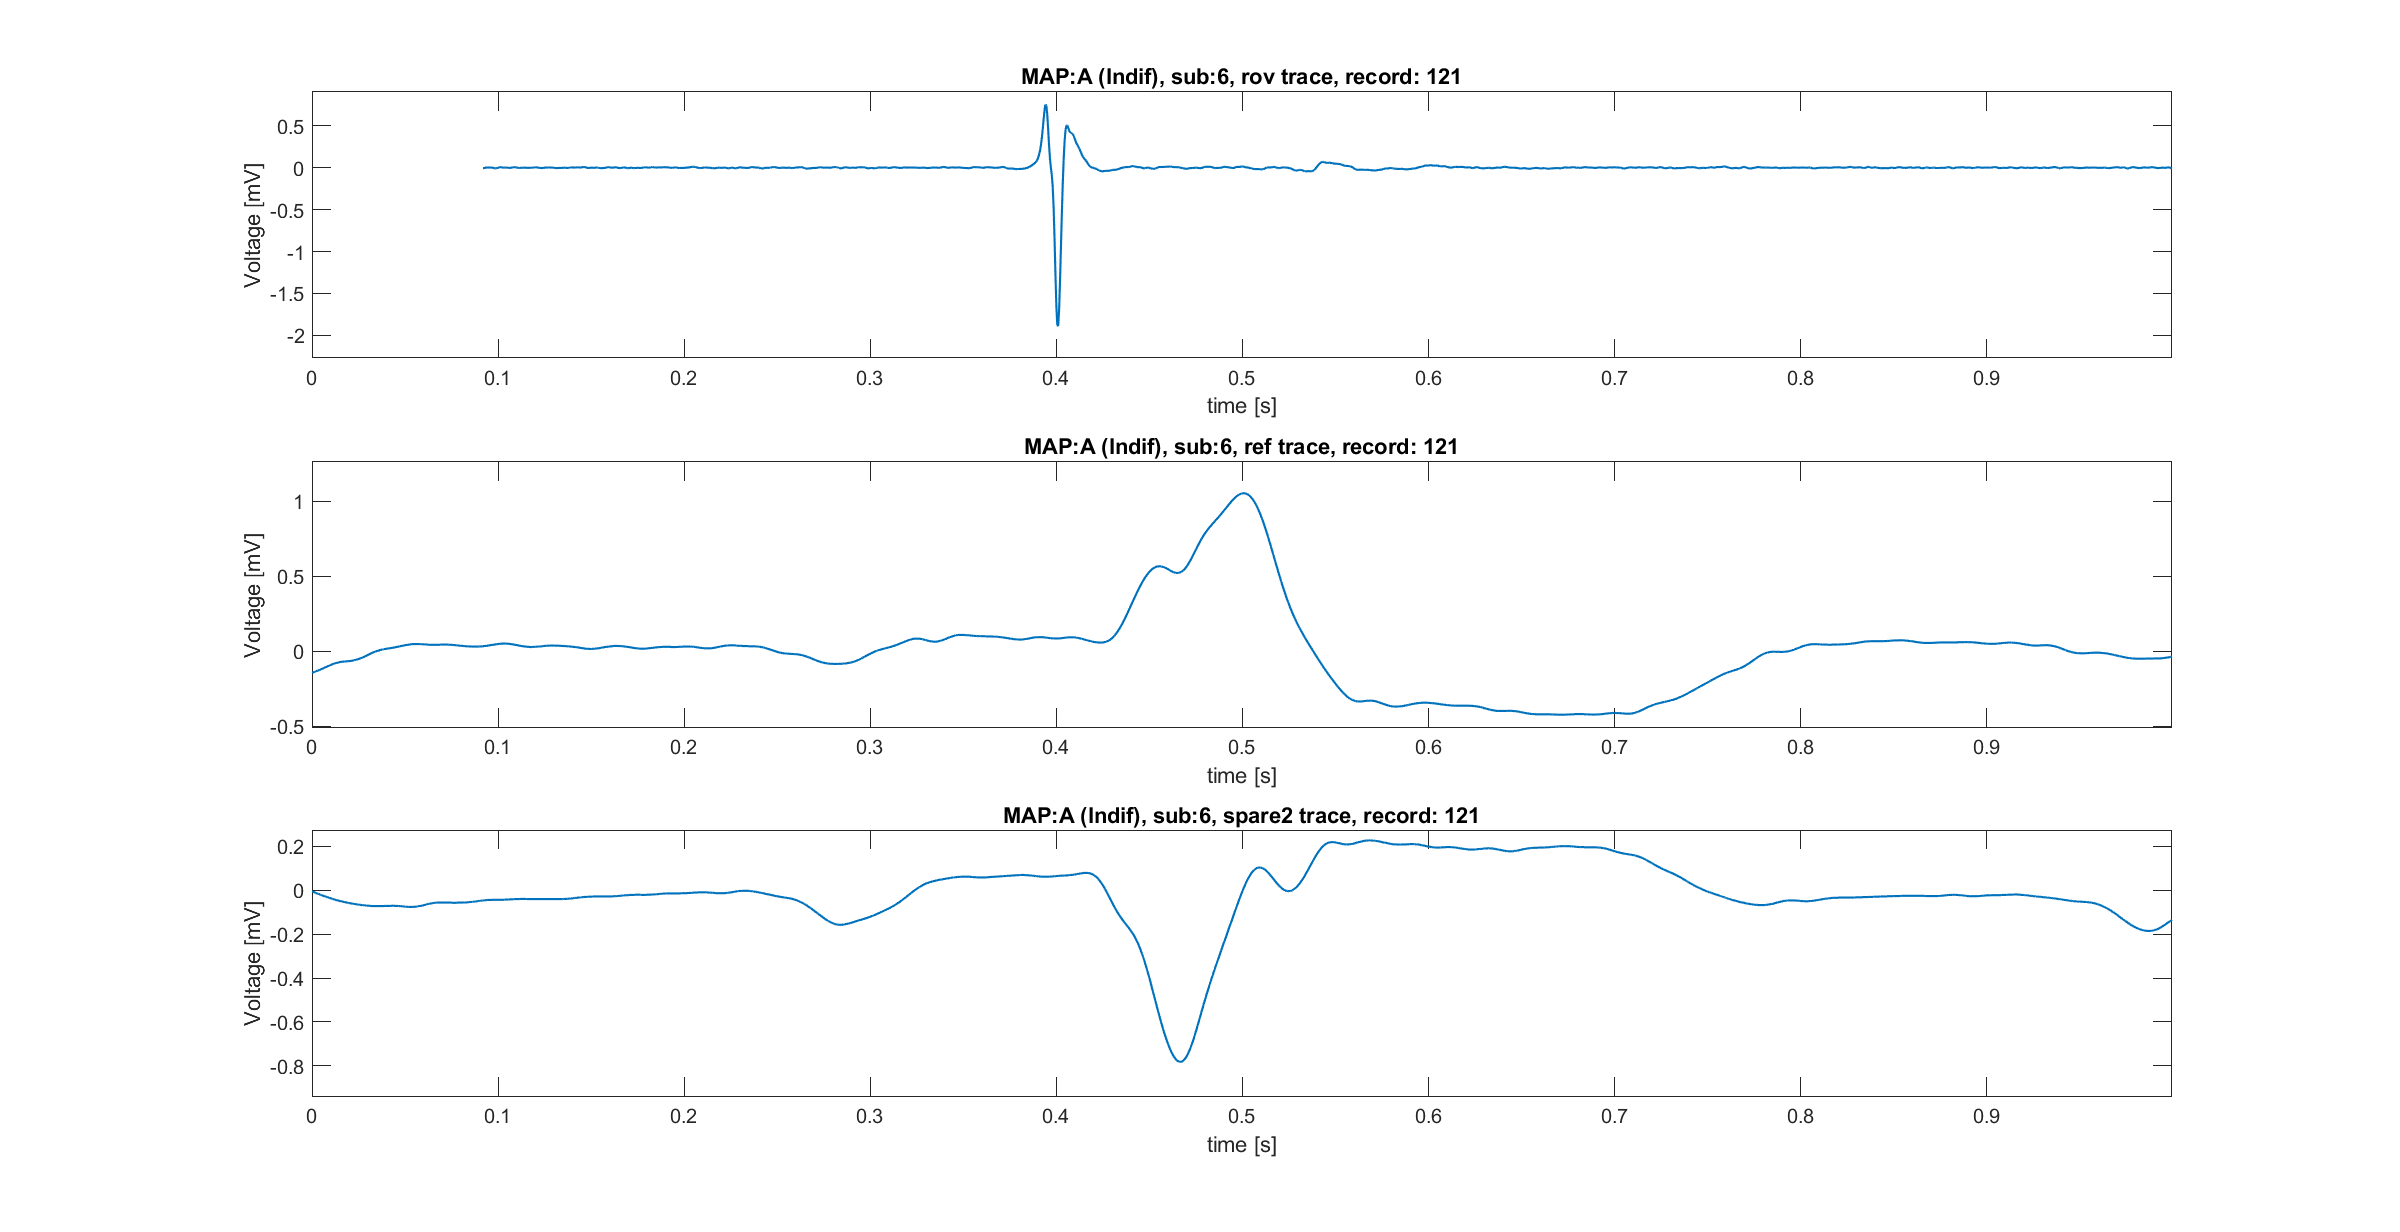 MAP:A (Indif), sub:6, rov trace, record: 121
Voltage [mV]
0.5
0
-0.5
-1
-1.5
-2
0 0.1 0.2 0.3 0.4 0.5 0.6 0.7 0.8 0.9
time [s]
MAP:A (Indif), sub:6, ref trace, record: 121
Voltage [mV]
1
0.5
0
-0.5
0 0.1 0.2 0.3 0.4 0.5 0.6 0.7 0.8 0.9
time [s]
MAP:A (Indif), sub:6, spare2 trace, record: 121
Voltage [mV]
0.2
0
-0.2
-0.4
-0.6
-0.8
0 0.1 0.2 0.3 0.4 0.5 0.6 0.7 0.8 0.9
time [s]